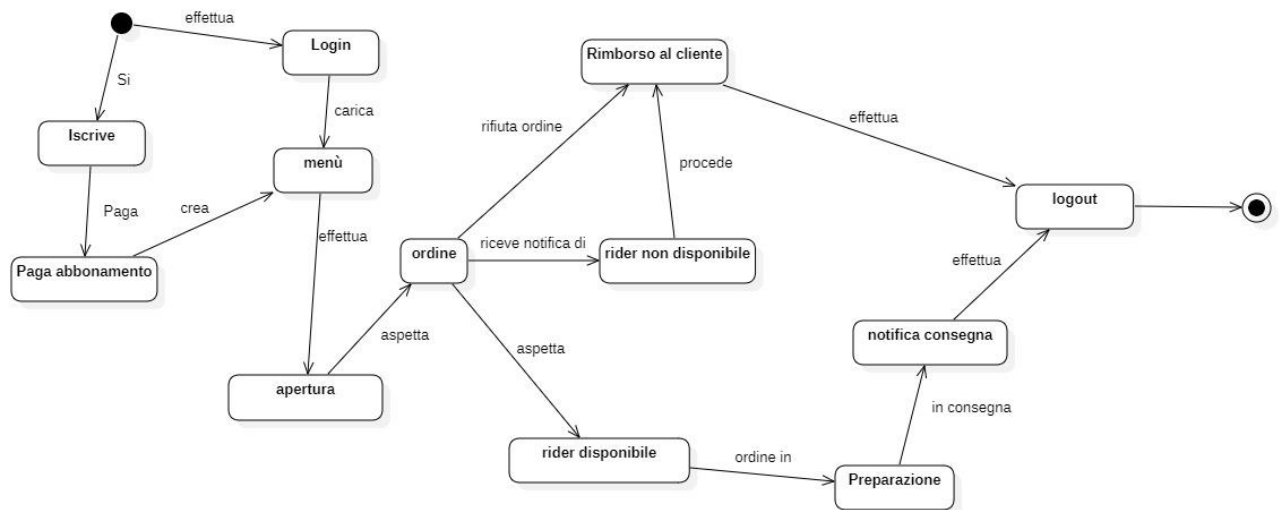 effettua
Login
Rimborso al cliente
Si
carica
rifiuta ordine
effettua
Iscrive
menù
procede
logout
Paga
crea
effettua
ordine
riceve notifica di
rider non disponibile
Paga abbonamento
effettua
aspetta
aspetta
notifica consegna
apertura
in consegna
rider disponibile
ordine in
Preparazione